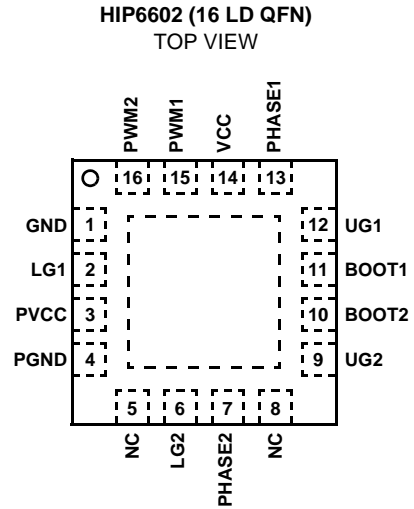 HIP6602 (16 LD QFN)
TOP VIEW
PWM2
PWM1
VCC
PHASE1
16
15
14
13
GND 1
12 UG1
LG1 2
11 BOOT1
PVCC 3
10 BOOT2
PGND 4
9 UG2
5
6
7
8
NC
LG2
PHASE2
NC